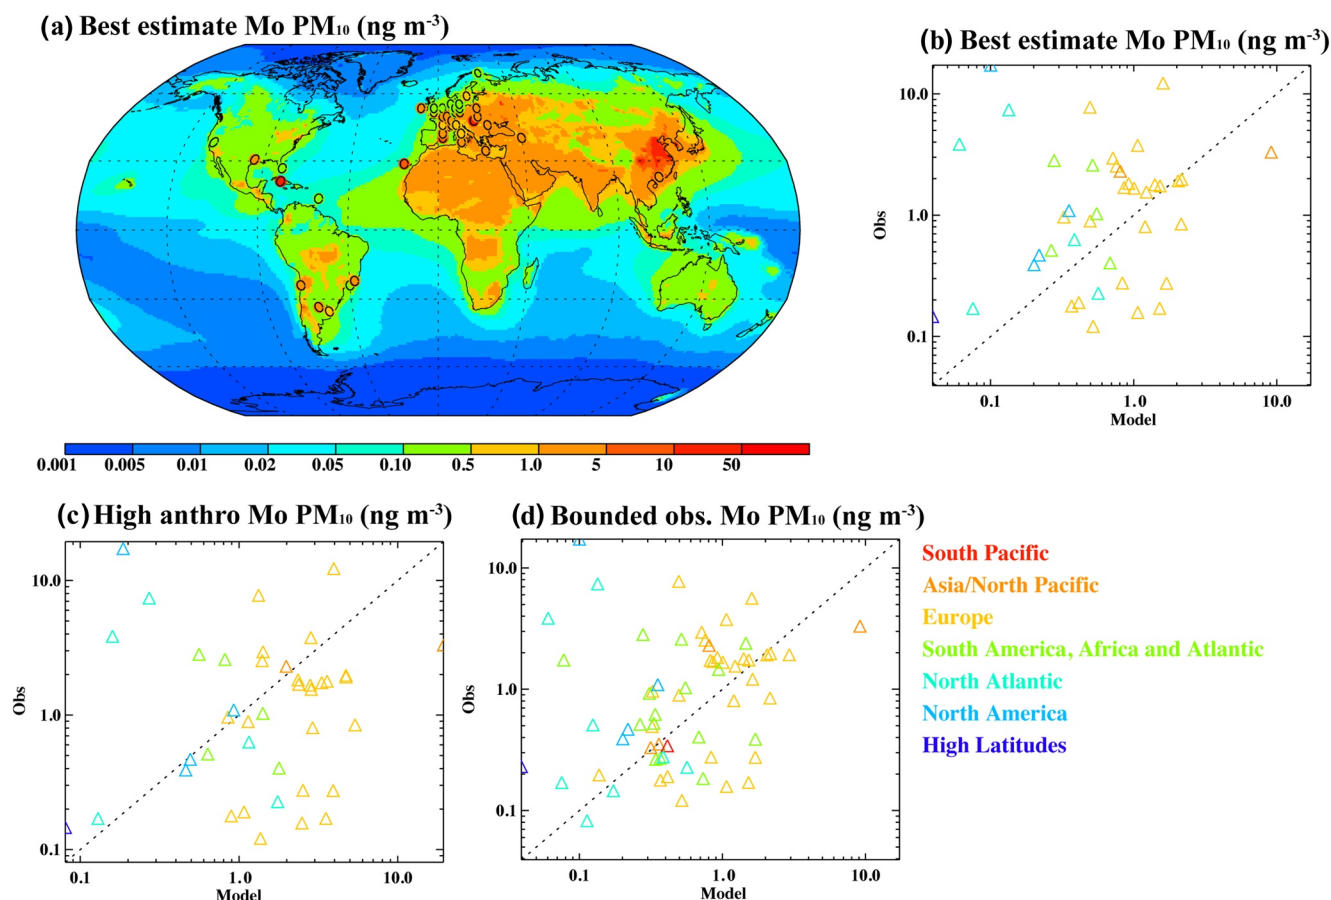 (a) Best estimate Mo PM₁₀ (ng m⁻³)
0.001 0.005 0.01 0.02 0.05 0.10 0.5 1.0 5 10 50
(b) Best estimate Mo PM₁₀ (ng m⁻³)
10.0
1.0
0.1
Obs
0.1 1.0 10.0
Model
(c) High anthro Mo PM₁₀ (ng m⁻³)
10.0
1.0
0.1
Obs
0.1 1.0 10.0
Model
(d) Bounded obs. Mo PM₁₀ (ng m⁻³)
10.0
1.0
0.1
Obs
0.1 1.0 10.0
Model
South Pacific
Asia/North Pacific
Europe
South America, Africa and Atlantic
North Atlantic
North America
High Latitudes